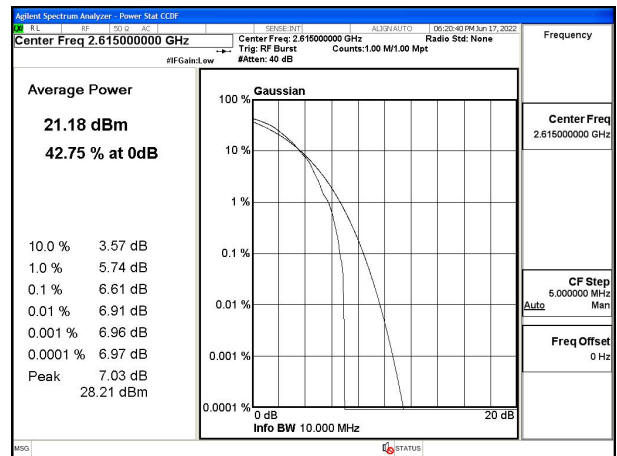 Agilent Spectrum Analyzer - Power Stat CCDF
RL RF 50 Ω AC SENSE:INT ALIGNAUTO 06:20:40 PM Jun 17, 2022
Center Freq 2.615000000 GHz
Center Freq: 2.615000000 GHz Radio Std: None
Trig: RF Burst Counts:1.00 M/1.00 Mpt
#IFGain:Low #Atten: 40 dB
Frequency
Average Power
21.18 dBm
42.75 % at 0dB
10.0 % 3.57 dB
1.0 % 5.74 dB
0.1 % 6.61 dB
0.01 % 6.91 dB
0.001 % 6.96 dB
0.0001 % 6.97 dB
Peak 7.03 dB
28.21 dBm
Gaussian
100 %
10 %
1 %
0.1 %
0.01 %
0.001 %
0.0001 %
0 dB 20 dB
Info BW 10.000 MHz
Center Freq
2.615000000 GHz
CF Step
5.000000 MHz
Auto Man
Freq Offset
0 Hz
MSG STATUS